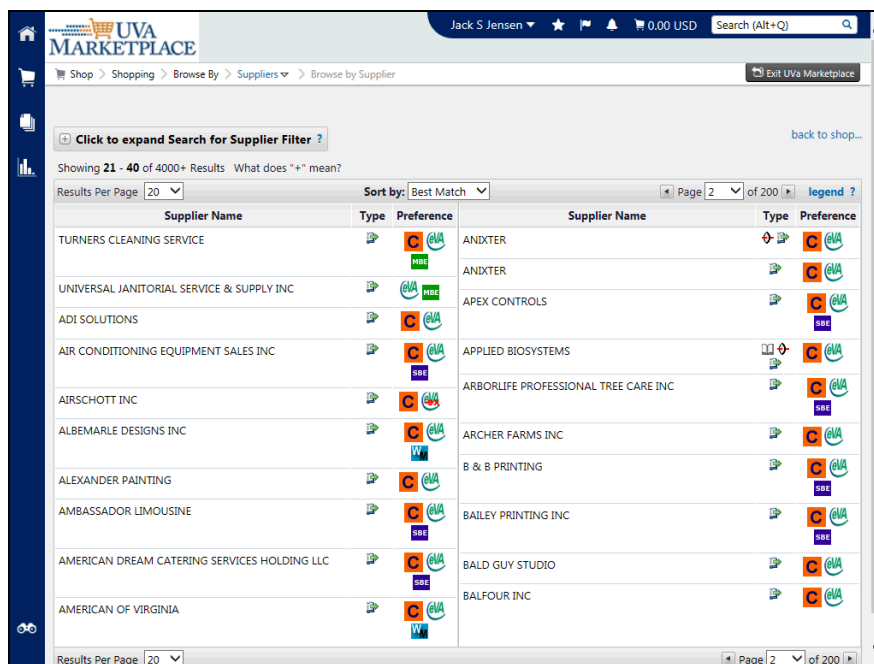 UVA
MARKETPLACE
Jack S Jensen 0.00 USD Search (Alt+Q)
Shop > Shopping > Browse By > Suppliers > Browse by Supplier
Exit UVa Marketplace
Click to expand Search for Supplier Filter ?
back to shop...
Showing 21 - 40 of 4000+ Results What does "+" mean?
Results Per Page 20 Sort by: Best Match Page 2 of 200 legend ?
Supplier Name Type Preference
TURNERS CLEANING SERVICE C eVA
MBE
UNIVERSAL JANITORIAL SERVICE & SUPPLY INC eVA MBE
ADI SOLUTIONS C eVA
AIR CONDITIONING EQUIPMENT SALES INC C eVA
SBE
AIRSCHOTT INC C eVA ex
ALBEMARLE DESIGNS INC C eVA
WM
ALEXANDER PAINTING C eVA
AMBASSADOR LIMOUSINE C eVA
SBE
AMERICAN DREAM CATERING SERVICES HOLDING LLC C eVA
SBE
AMERICAN OF VIRGINIA C eVA
WM
Supplier Name Type Preference
ANIXTER C eVA
ANIXTER C eVA
APEX CONTROLS C eVA
SBE
APPLIED BIOSYSTEMS C eVA
ARBORLIFE PROFESSIONAL TREE CARE INC C eVA
SBE
ARCHER FARMS INC C eVA
B & B PRINTING C eVA
SBE
BAILEY PRINTING INC C eVA
SBE
BALD GUY STUDIO C eVA
BALFOUR INC C eVA
Results Per Page 20 Page 2 of 200